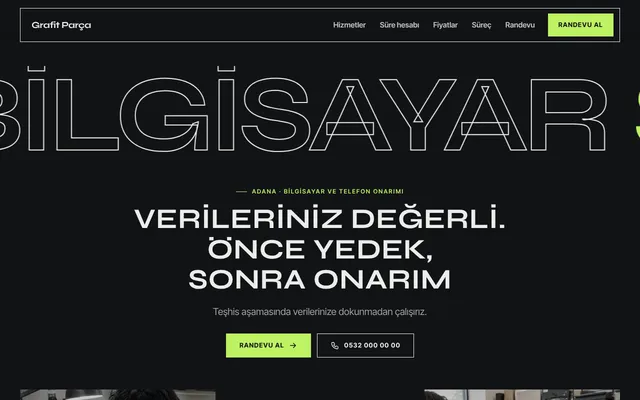 Grafit Parça
Hizmetler
Süre hesabı
Fiyatlar
Süreç
Randevu
RANDEVU AL
BİLGİSAYAR
ADANA · BİLGİSAYAR VE TELEFON ONARIMI
VERİLERİNİZ DEĞERLİ.
ÖNCE YEDEK,
SONRA ONARIM
Teşhis aşamasında verilerinize dokunmadan çalışırız.
RANDEVU AL
0532 000 00 00